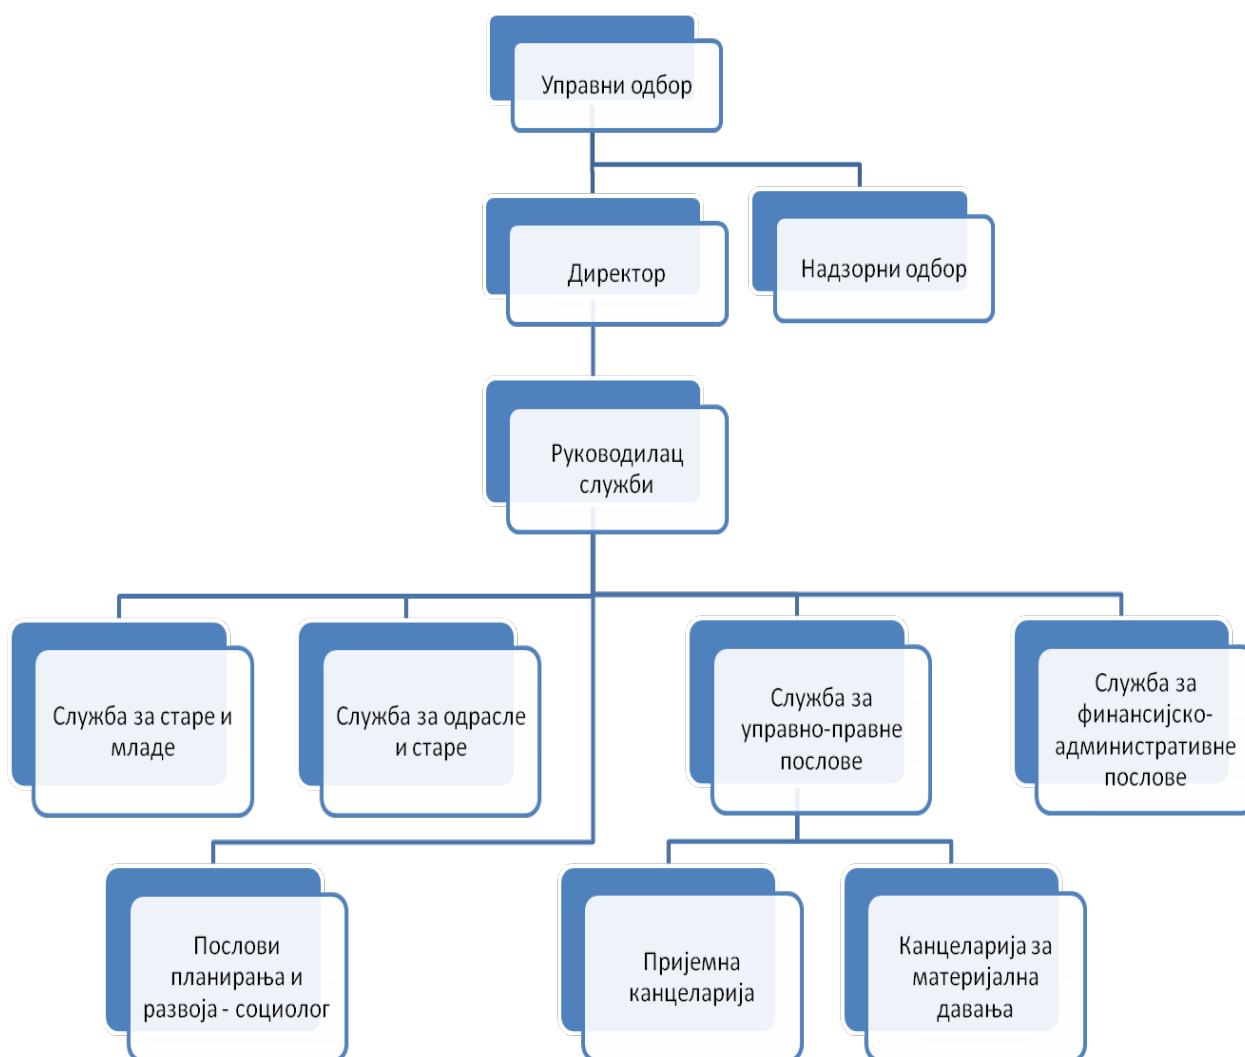 Управни одбор
Директор
Надзорни одбор
Руководилац
служби
Служба за старе и
младе
Служба за одрасле
и старе
Служба за
управно-правне
послове
Служба за
финансијско-
административне
послове
Послови
планирања и
развоја - социолог
Пријемна
канцеларија
Канцеларија за
материјална
давања